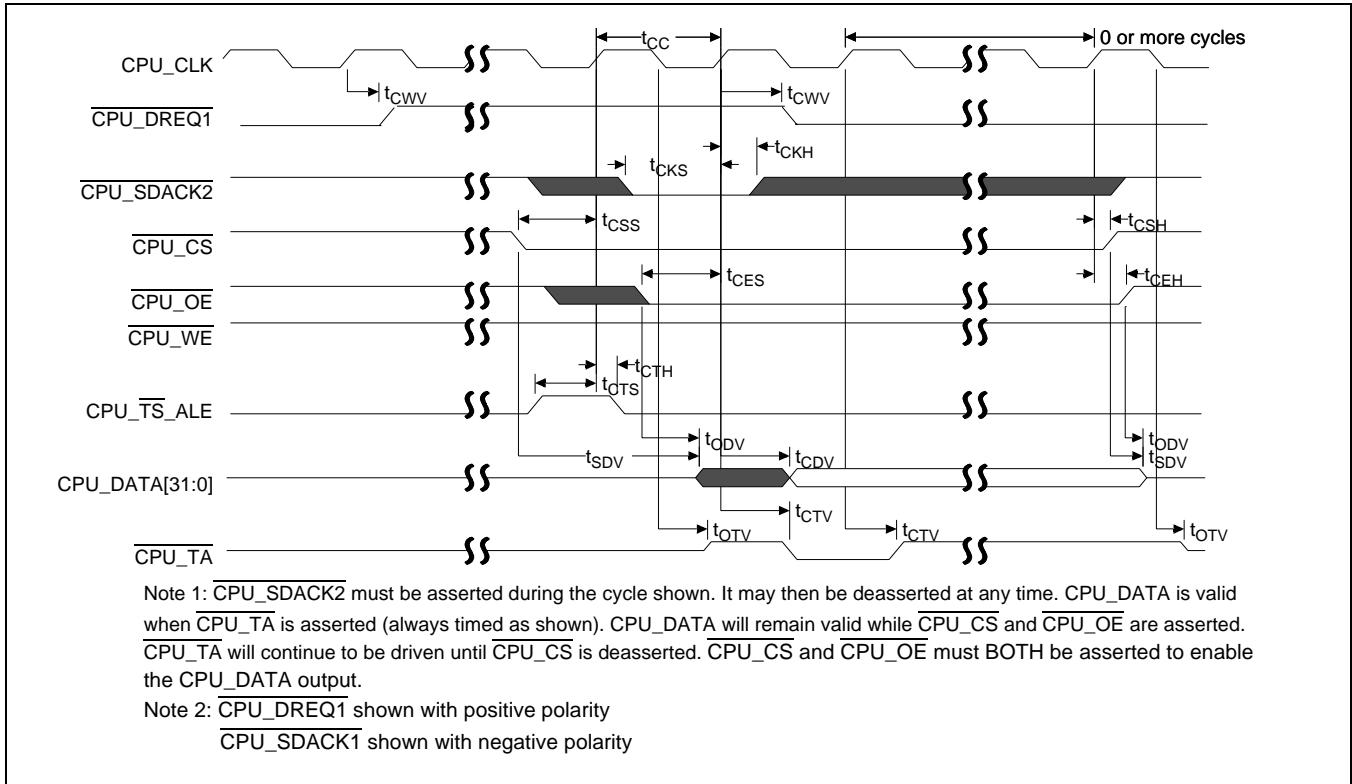 tCC
0 or more cycles
CPU_CLK
tCWV
tCWV
CPU_DREQ1
tCKH
tCKS
CPU_SDACK2
tCSS
tCSH
CPU_CS
tCES
tCEH
CPU_OE
CPU_WE
tCTH
tCTS
CPU_TS_ALE
tODV
tODV
tSDV
tCDV
tSDV
CPU_DATA[31:0]
tCTV
tOTV
tCTV
tOTV
CPU_TA
Note 1: CPU_SDACK2 must be asserted during the cycle shown. It may then be deasserted at any time. CPU_DATA is valid
when CPU_TA is asserted (always timed as shown). CPU_DATA will remain valid while CPU_CS and CPU_OE are asserted.
CPU_TA will continue to be driven until CPU_CS is deasserted. CPU_CS and CPU_OE must BOTH be asserted to enable
the CPU_DATA output.
Note 2: CPU_DREQ1 shown with positive polarity
CPU_SDACK1 shown with negative polarity